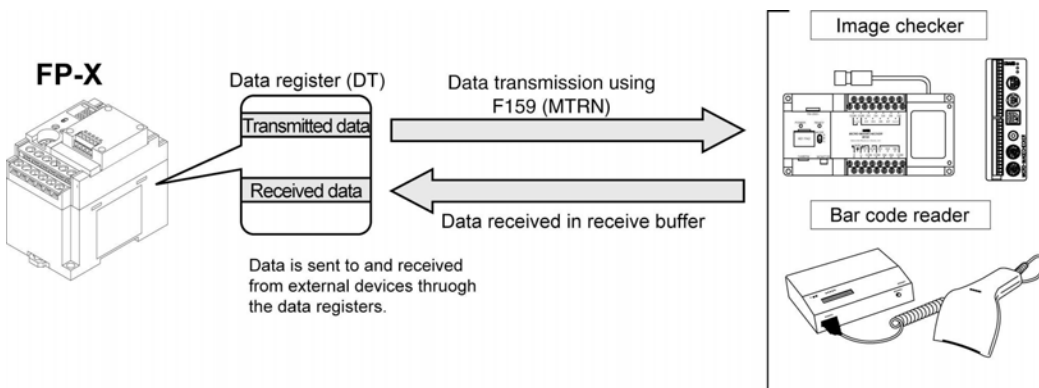 Image checker
FP-X
Data register (DT)
Data transmission using
F159 (MTRN)
Transmitted data
Received data
Data received in receive buffer
Bar code reader
Data is sent to and received
from external devices thruogh
the data registers.